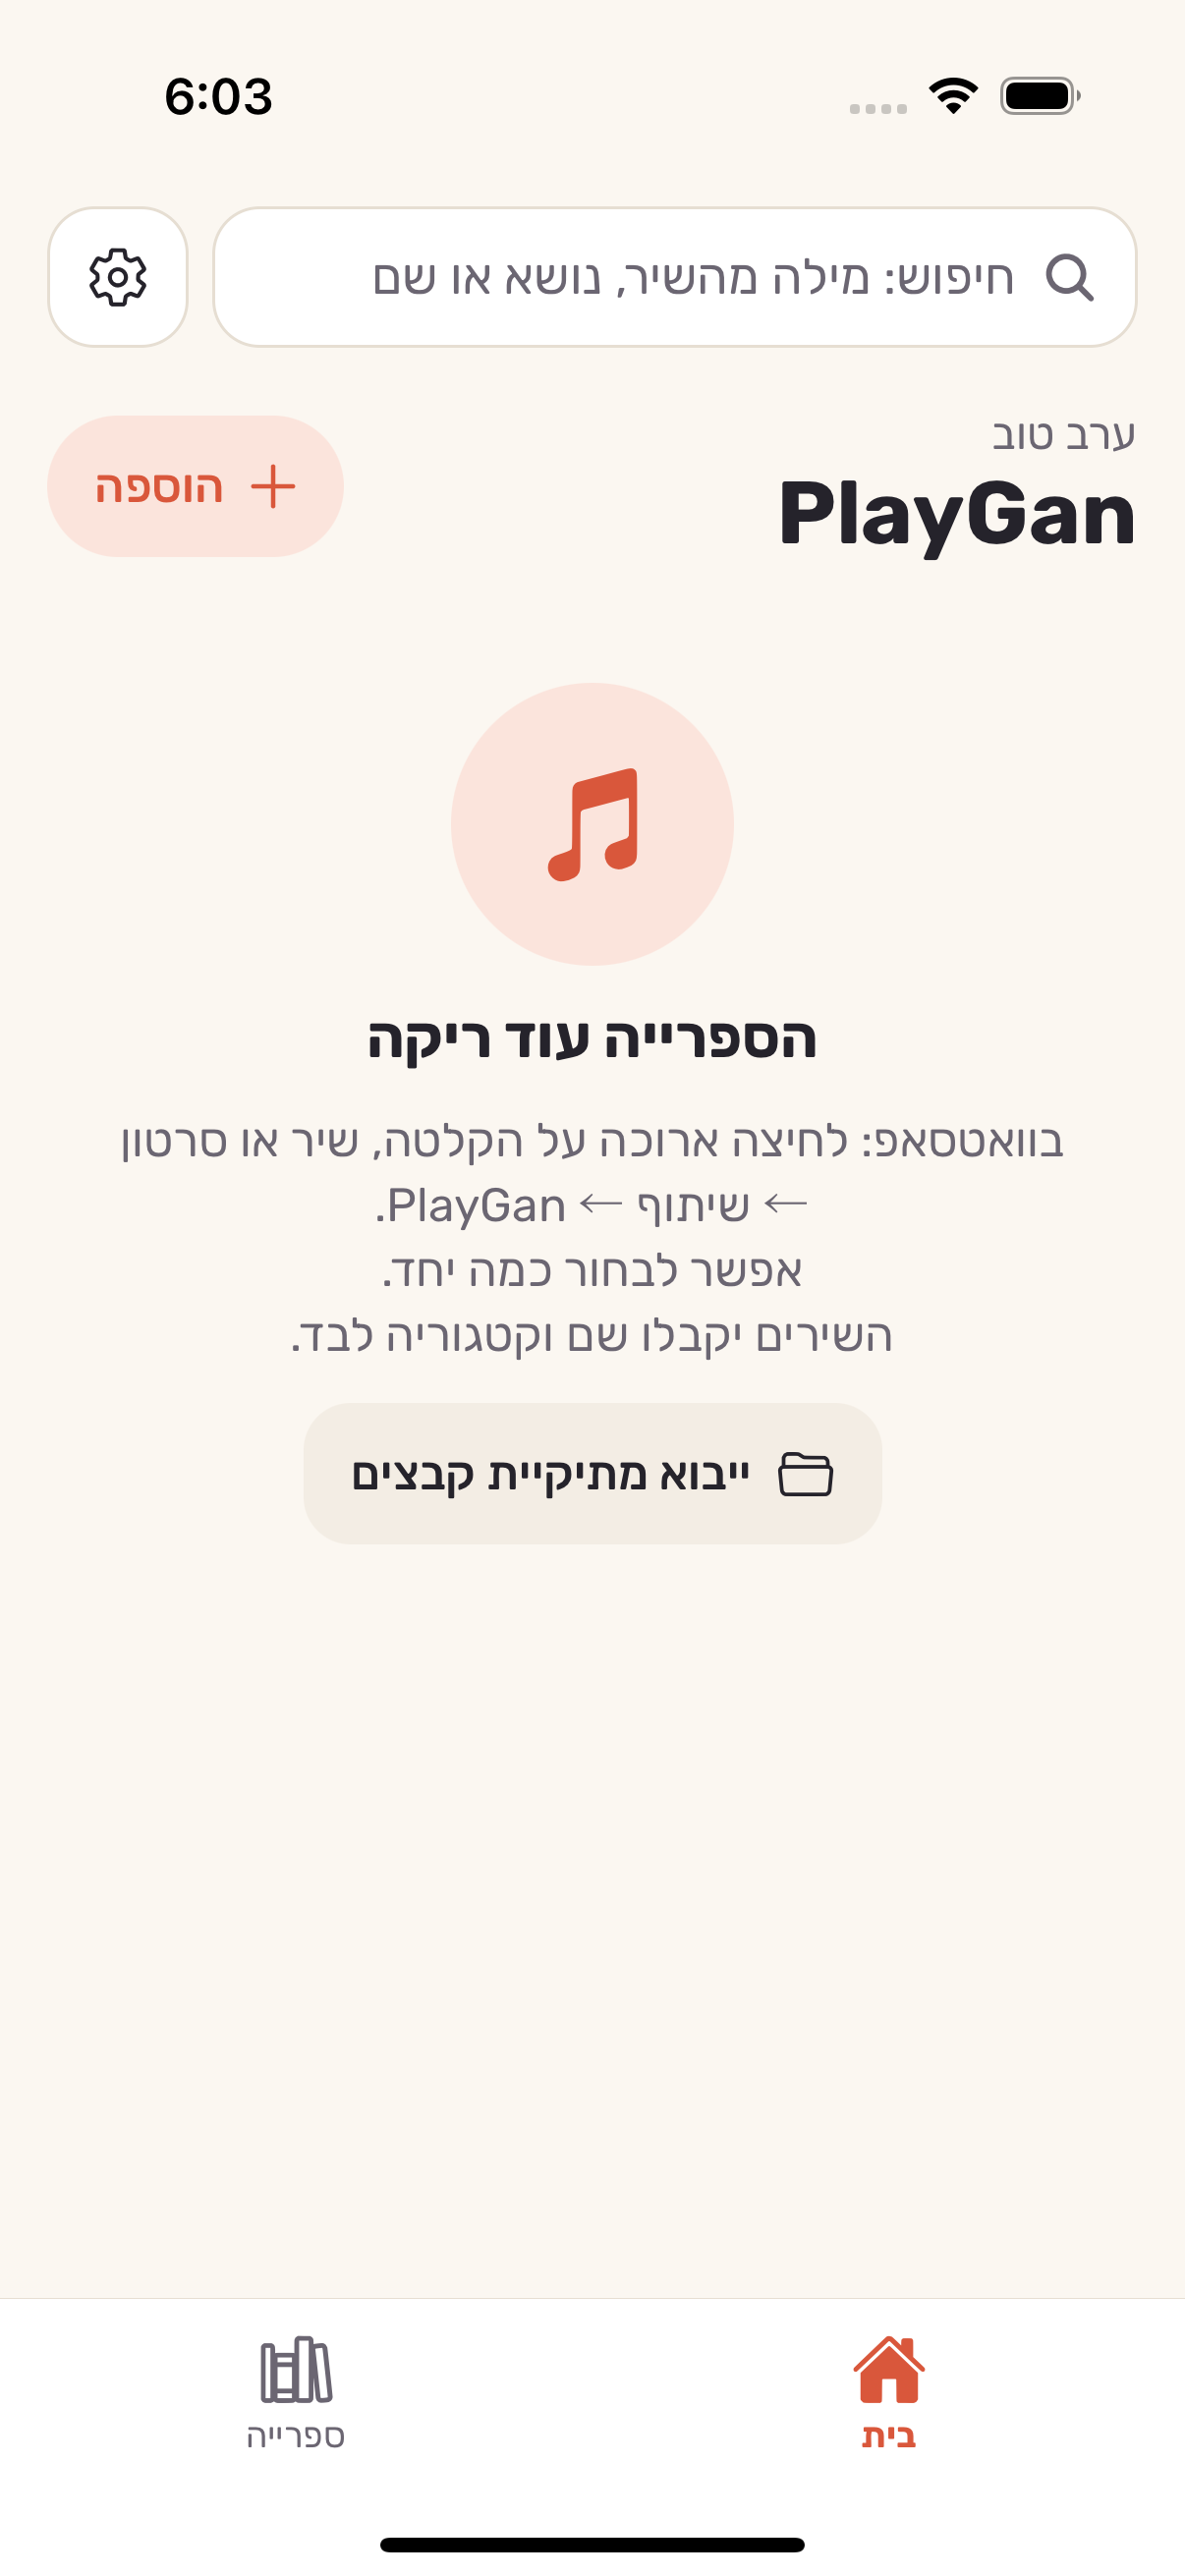 6:03
חיפוש: מילה מהשיר, נושא או שם
ערב טוב
PlayGan
הוספה
הספרייה עוד ריקה
בוואטסאפ: לחיצה ארוכה על הקלטה, שיר או סרטון
← שיתוף ← PlayGan.
אפשר לבחור כמה יחד.
השירים יקבלו שם וקטגוריה לבד.
ייבוא מתיקיית קבצים
בית
ספרייה